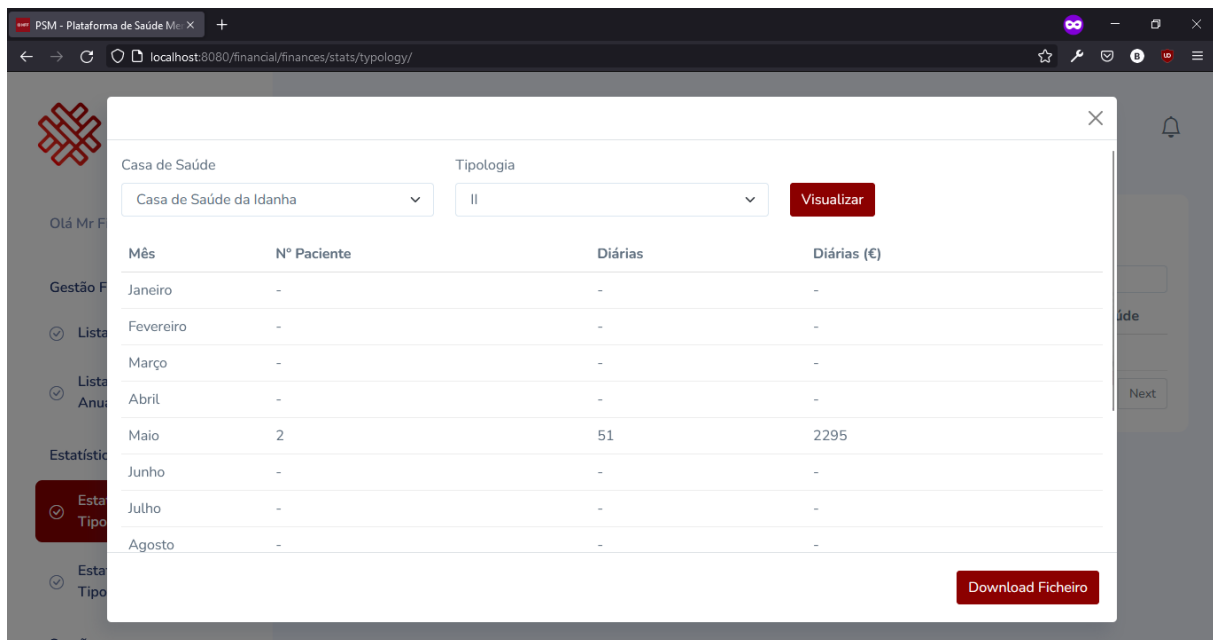 PSM - Plataforma de Saúde Me
localhost:8080/financial/finances/stats/typology/
Casa de Saúde Tipologia
Casa de Saúde da Idanha II Visualizar
Olá Mr F
Mês Nº Paciente Diárias Diárias (€)
Gestão F
Janeiro - - -
úde
Fevereiro - - -
Lista
Março - - -
Lista
Anua
Next
Abril - - -
Maio 2 51 2295
Estatístic
Junho - - -
Esta
Tipo
Julho - - -
Agosto - - -
Esta
Tipo
Download Ficheiro